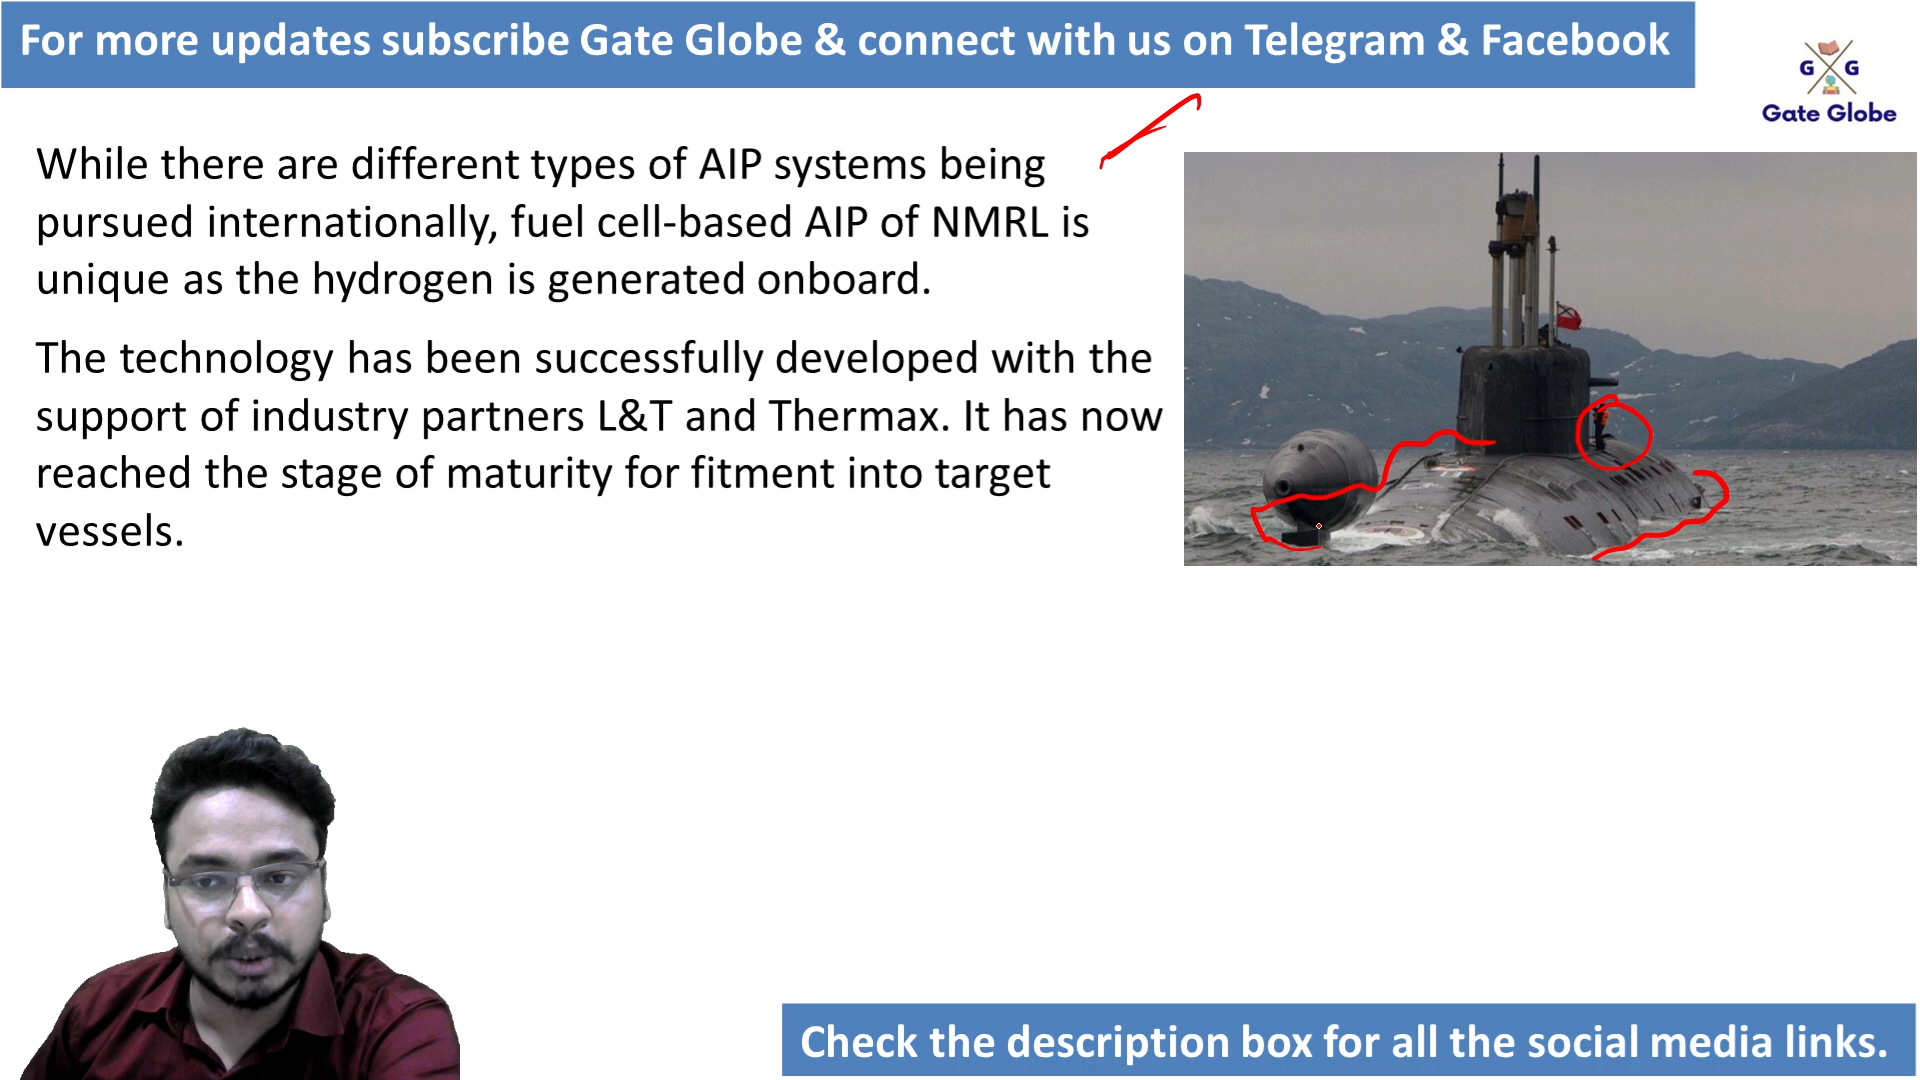 For more updates subscribe Gate Globe & connect with us on Telegram & Facebook
G G
Gate Globe
While there are different types of AIP systems being
pursued internationally, fuel cell-based AIP of NMRL is
unique as the hydrogen is generated onboard.
The technology has been successfully developed with the
support of industry partners L&T and Thermax. It has now
reached the stage of maturity for fitment into target
vessels.
Check the description box for all the social media links.